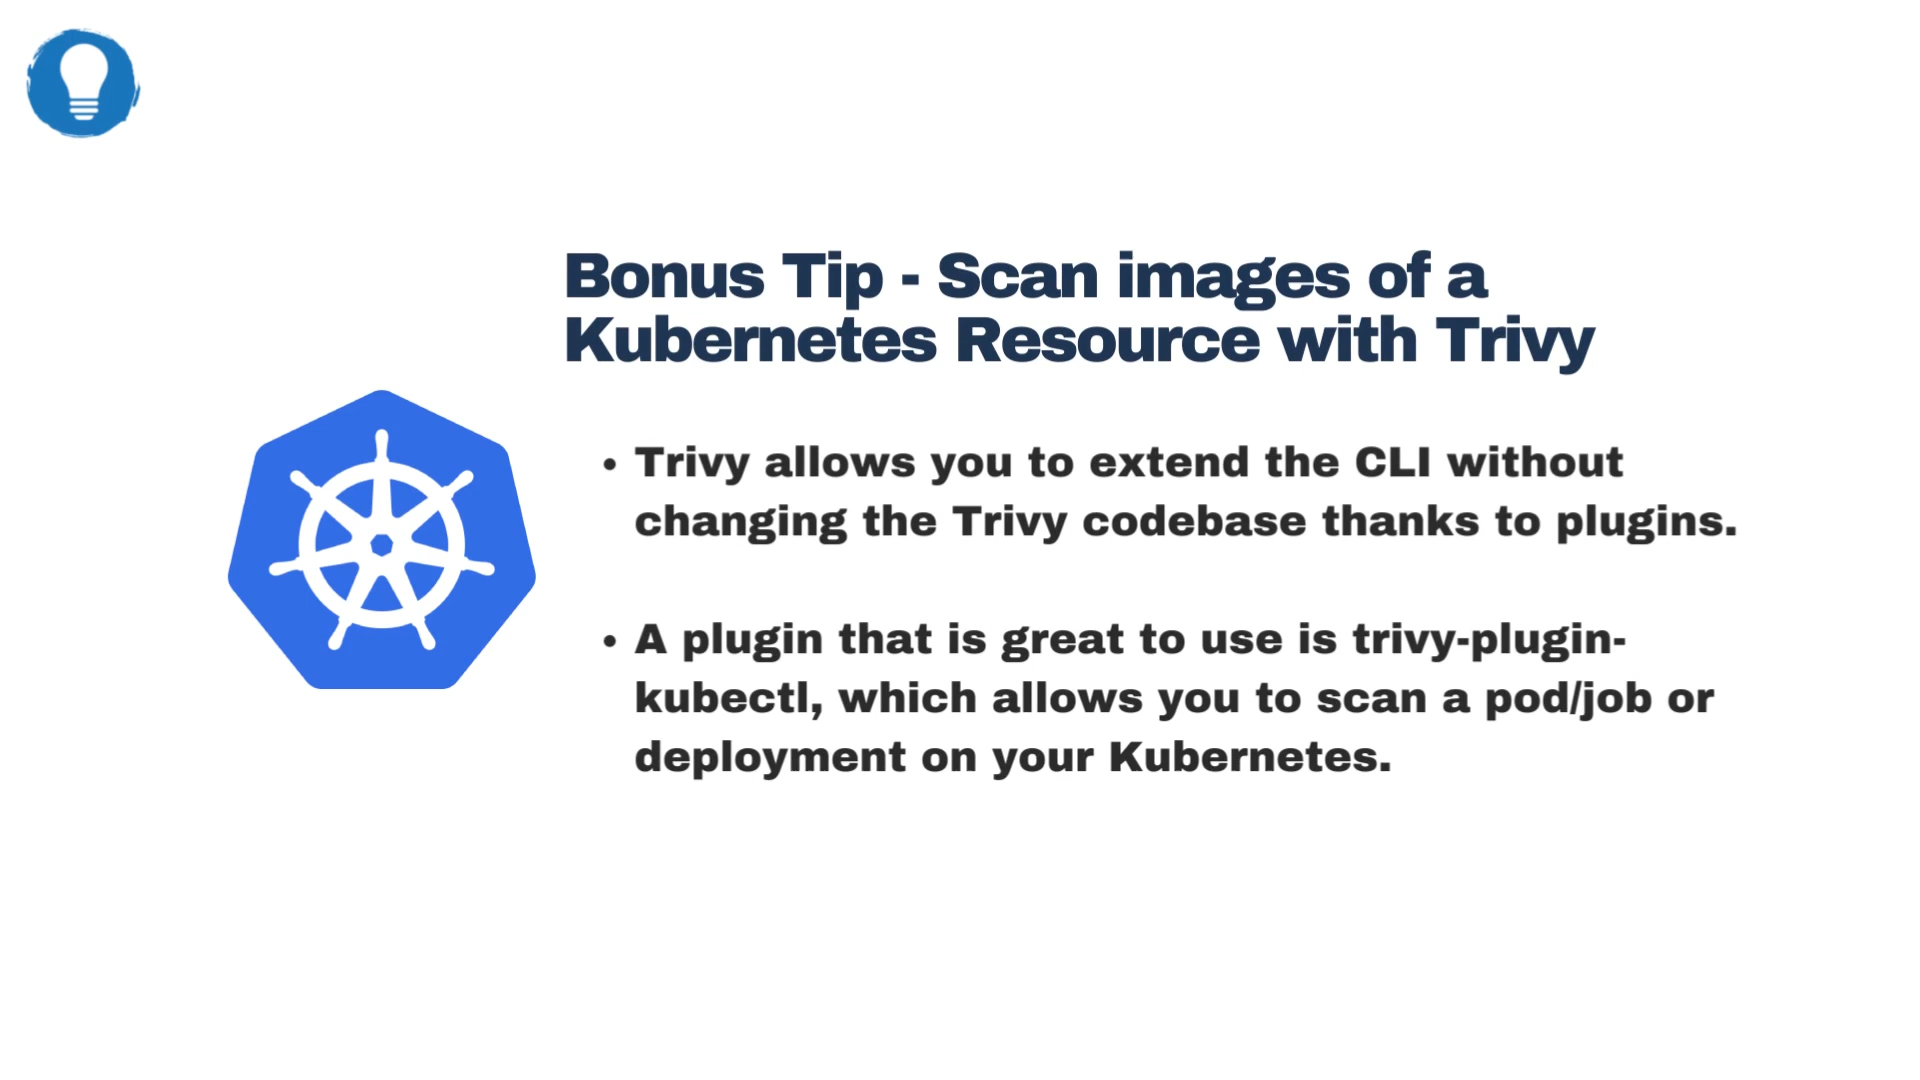 Bonus Tip - Scan images of a
Kubernetes Resource with Trivy
• Trivy allows you to extend the CLI without
changing the Trivy codebase thanks to plugins.
• A plugin that is great to use is trivy-plugin-
kubectl, which allows you to scan a pod/job or
deployment on your Kubernetes.